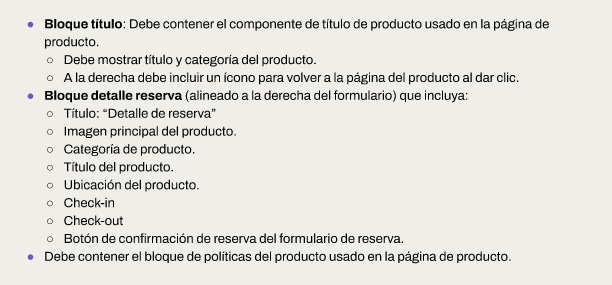 ● Bloque título: Debe contener el componente de título de producto usado en la página de
producto.
○ Debe mostrar título y categoría del producto.
○ A la derecha debe incluir un ícono para volver a la página del producto al dar clic.
● Bloque detalle reserva (alineado a la derecha del formulario) que incluya:
○ Título: “Detalle de reserva”
○ Imagen principal del producto.
○ Categoría de producto.
○ Título del producto.
○ Ubicación del producto.
○ Check-in
○ Check-out
○ Botón de confirmación de reserva del formulario de reserva.
● Debe contener el bloque de políticas del producto usado en la página de producto.